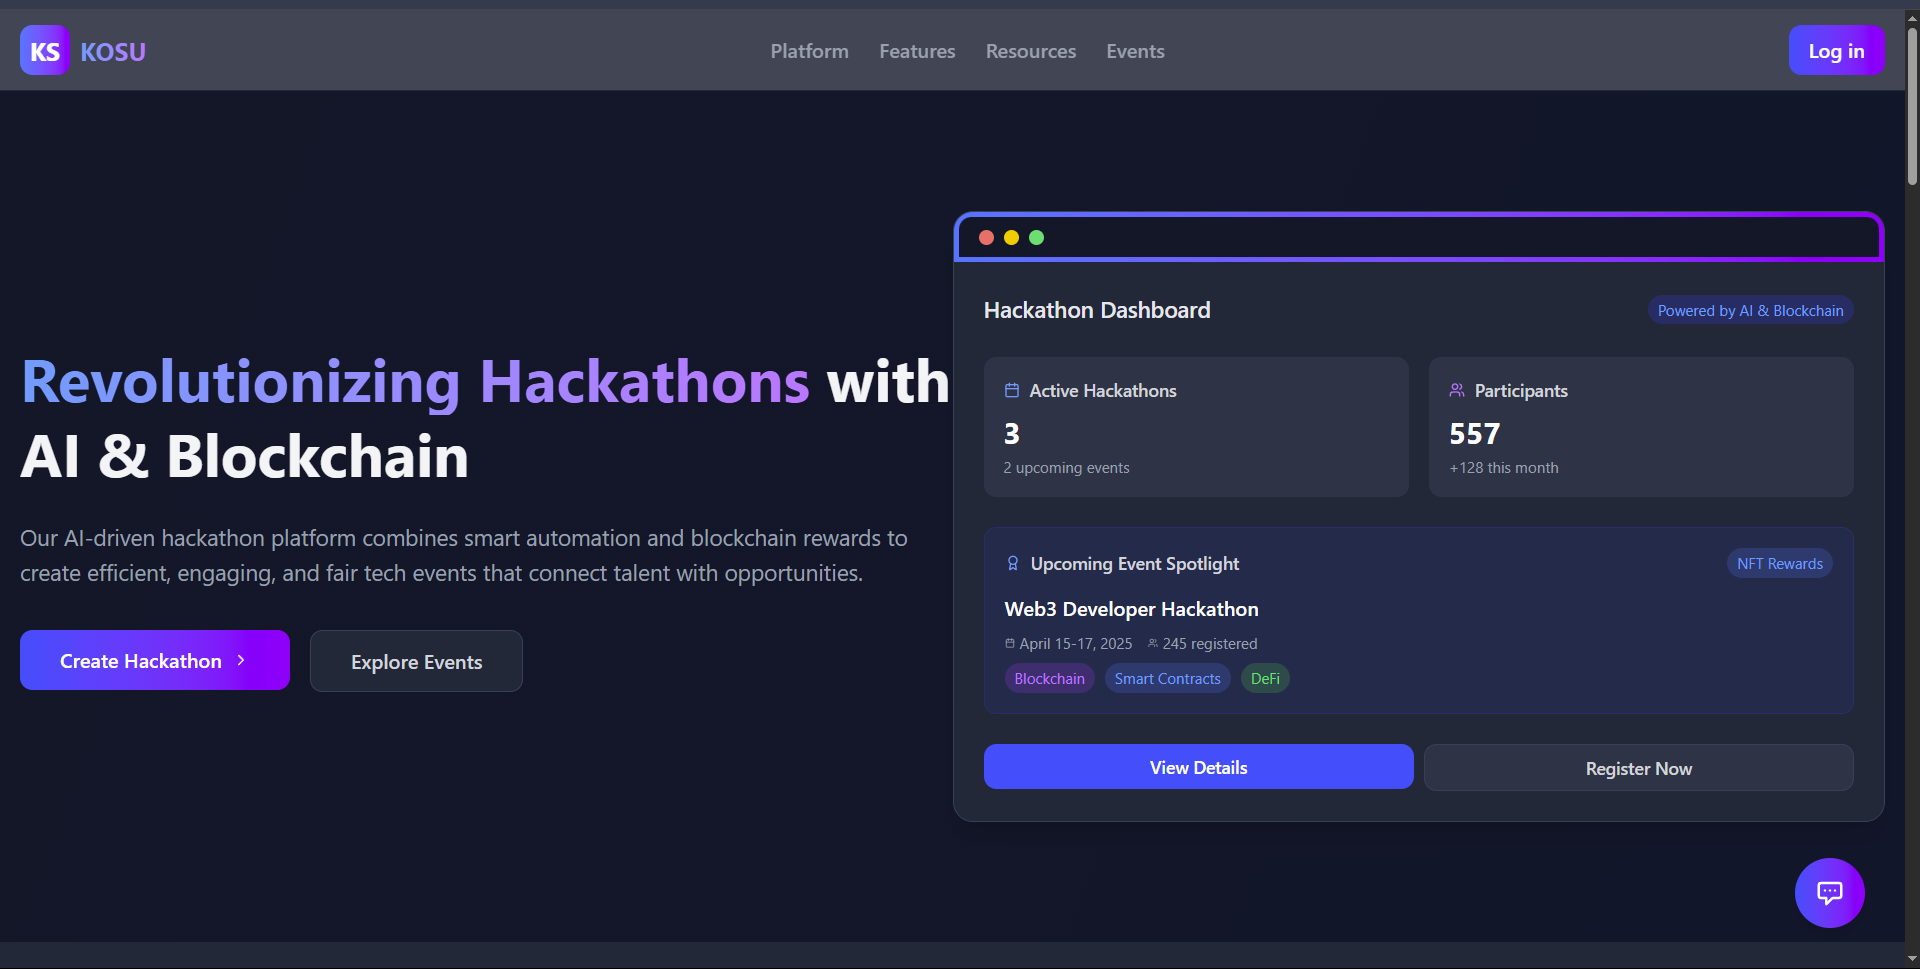 KS KOSU
Platform Features Resources Events
Log in
Revolutionizing Hackathons with
AI & Blockchain
Our AI-driven hackathon platform combines smart automation and blockchain rewards to
create efficient, engaging, and fair tech events that connect talent with opportunities.
Create Hackathon
Explore Events
Hackathon Dashboard
Powered by AI & Blockchain
Active Hackathons
3
2 upcoming events
Participants
557
+128 this month
Upcoming Event Spotlight
NFT Rewards
Web3 Developer Hackathon
April 15-17, 2025 245 registered
Blockchain Smart Contracts DeFi
View Details
Register Now